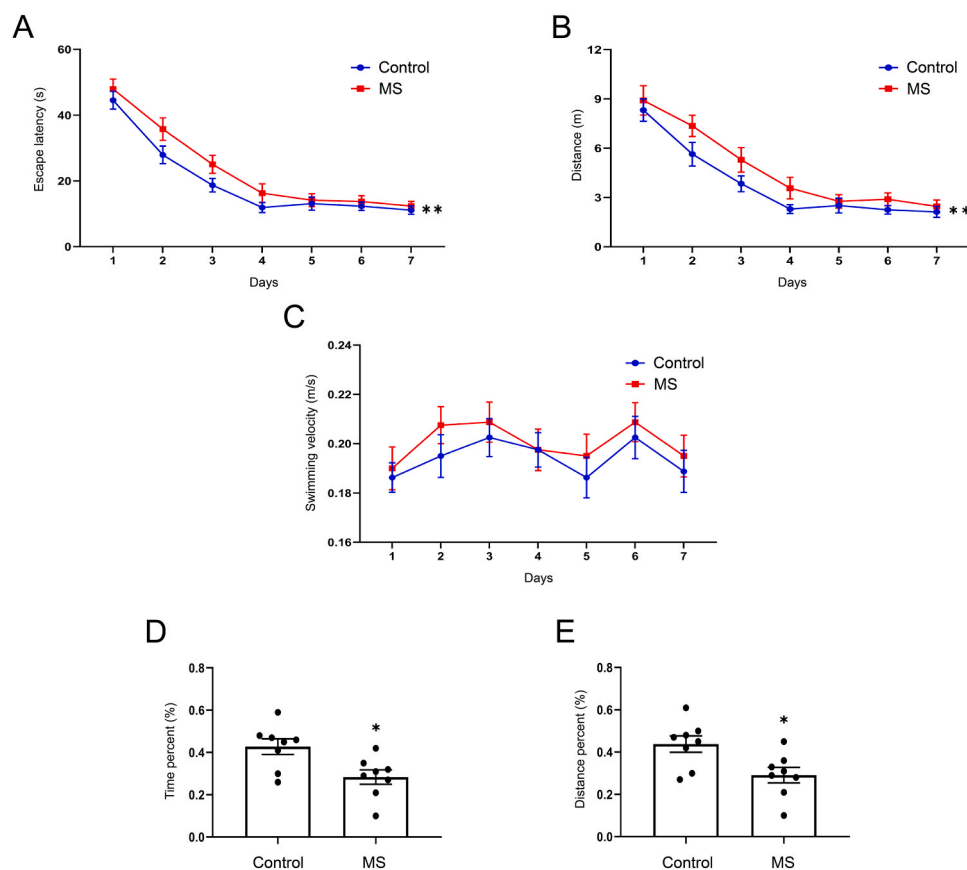 A
60
40
20
0
Escape latency (s)
Control
MS
**
1 2 3 4 5 6 7
Days
B
12
9
6
3
0
Distance (m)
Control
MS
**
1 2 3 4 5 6 7
Days
C
0.24
0.22
0.20
0.18
0.16
Swimming velocity (m/s)
Control
MS
1 2 3 4 5 6 7
Days
D
0.8
0.6
0.4
0.2
0.0
Time percent (%)
*
Control MS
E
0.8
0.6
0.4
0.2
0.0
Distance percent (%)
*
Control MS